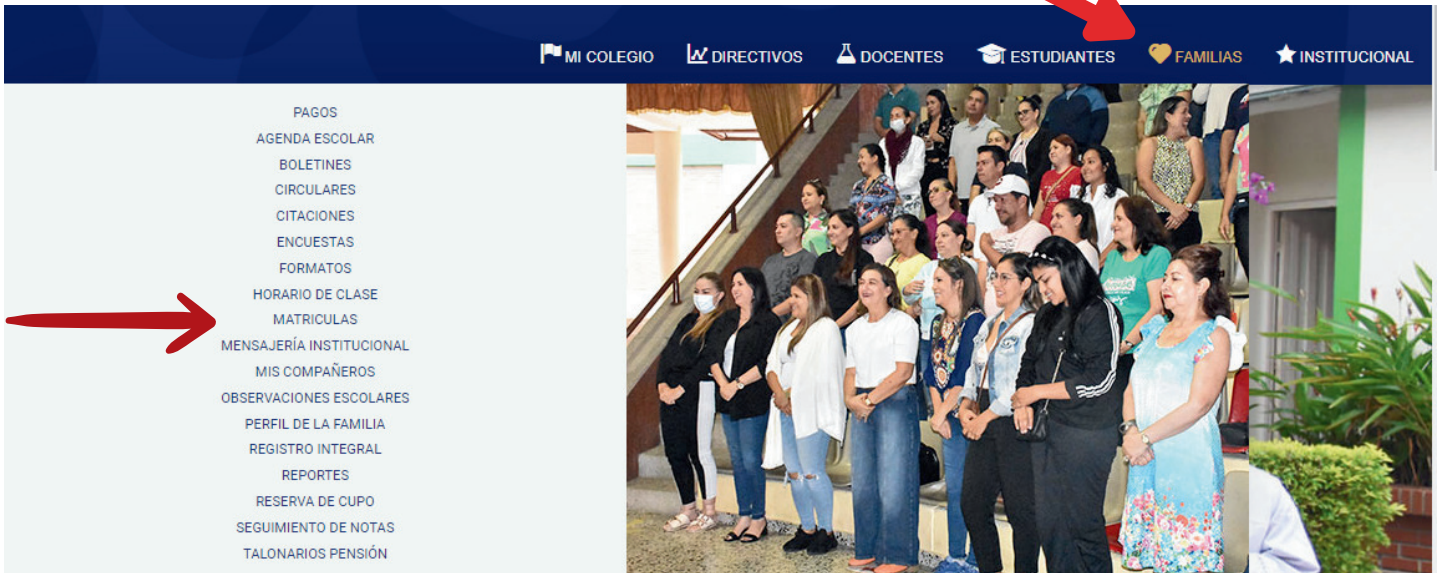 MI COLEGIO DIRECTIVOS DOCENTES ESTUDIANTES FAMILIAS INSTITUCIONAL
PAGOS
AGENDA ESCOLAR
BOLETINES
CIRCULARES
CITACIONES
ENCUESTAS
FORMATOS
HORARIO DE CLASE
MATRICULAS
MENSAJERÍA INSTITUCIONAL
MIS COMPAÑEROS
OBSERVACIONES ESCOLARES
PERFIL DE LA FAMILIA
REGISTRO INTEGRAL
REPORTES
RESERVA DE CUPO
SEGUIMIENTO DE NOTAS
TALONARIOS PENSIÓN